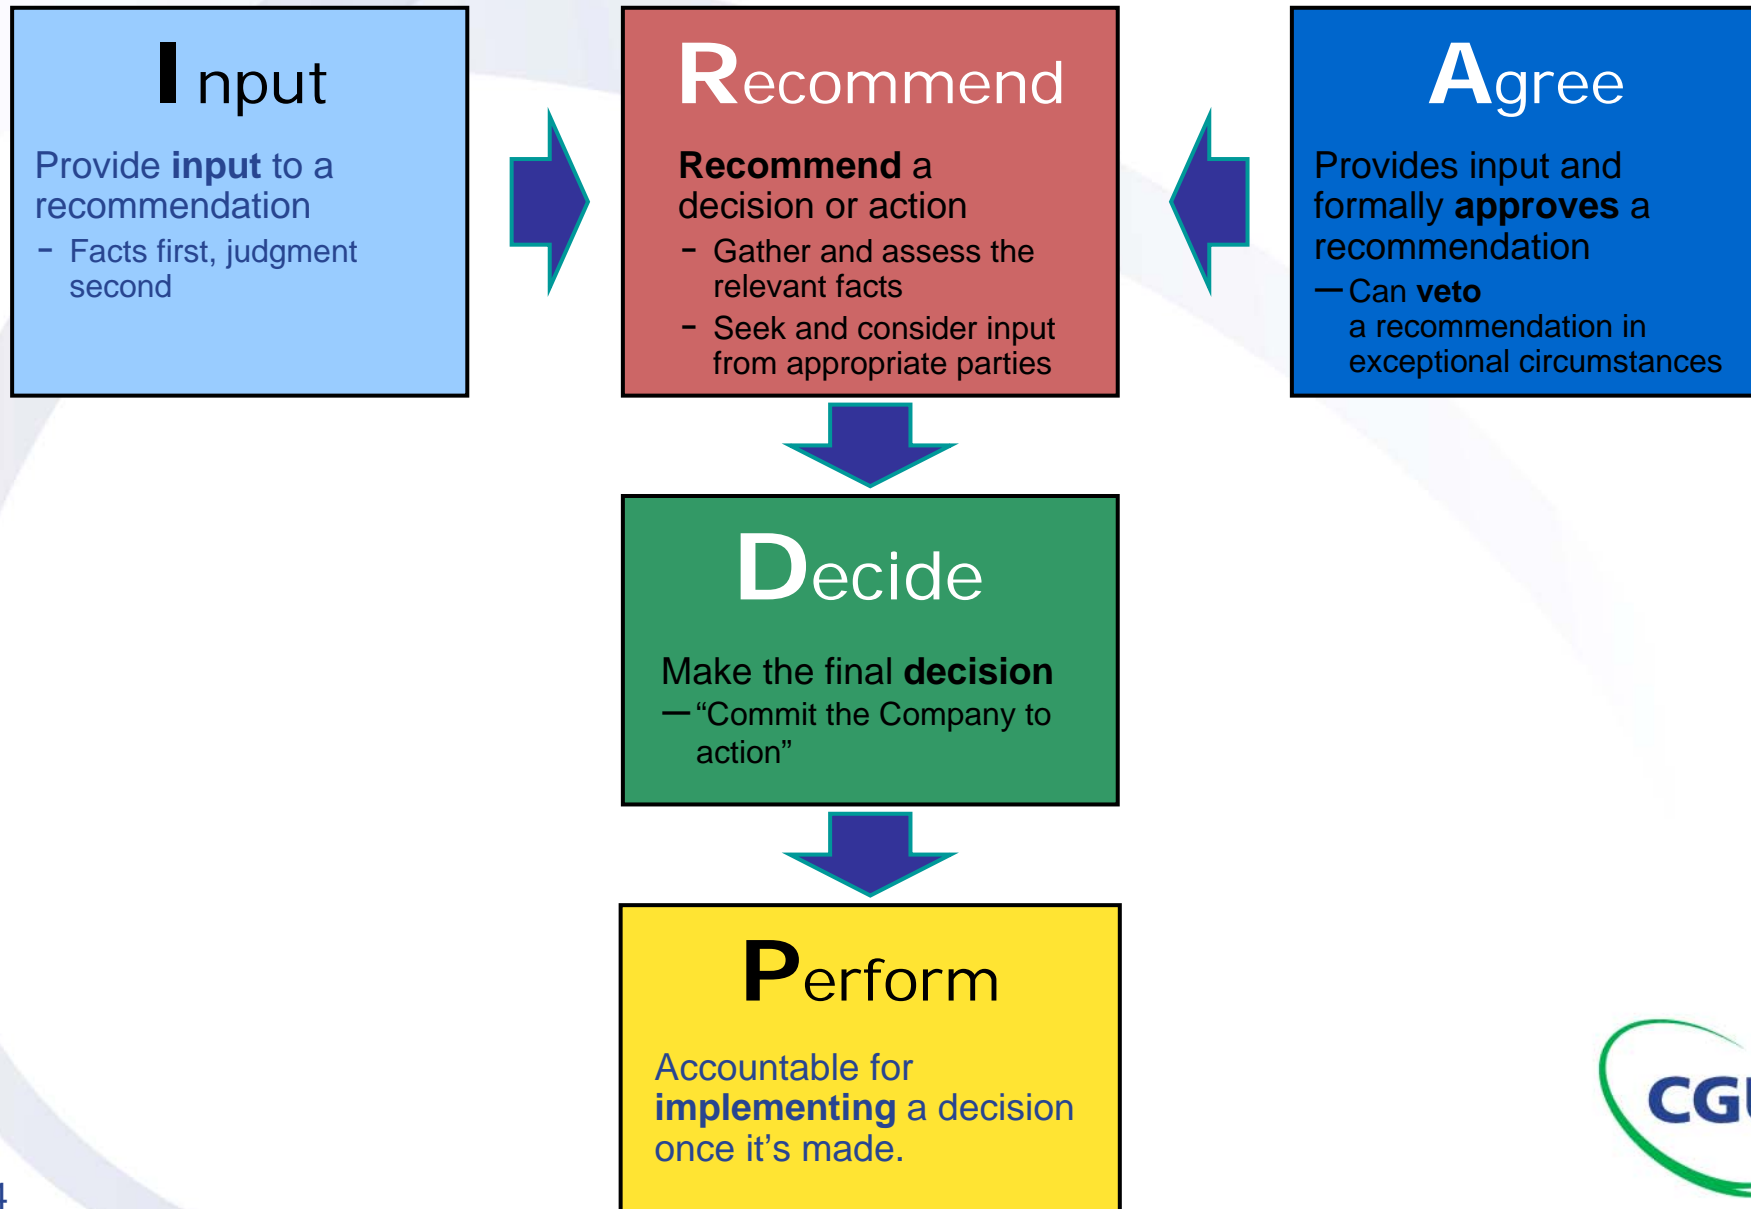 Input
Provide input to a
recommendation
- Facts first, judgment
second
Recommend
Recommend a
decision or action
- Gather and assess the
relevant facts
- Seek and consider input
from appropriate parties
Agree
Provides input and
formally approves a
recommendation
— Can veto
a recommendation in
exceptional circumstances
Decide
Make the final decision
— “Commit the Company to
action”
Perform
Accountable for
implementing a decision
once it’s made.